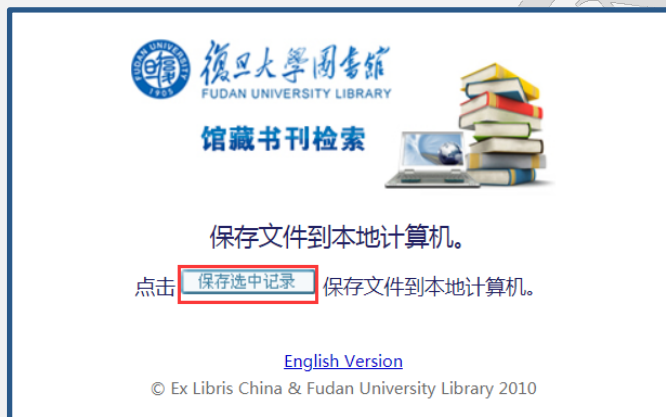 FUDAN UNIVERSITY
1905
復旦大學圖書館
FUDAN UNIVERSITY LIBRARY
馆藏书刊检索
保存文件到本地计算机。
点击 保存选中记录 保存文件到本地计算机。
English Version
© Ex Libris China & Fudan University Library 2010